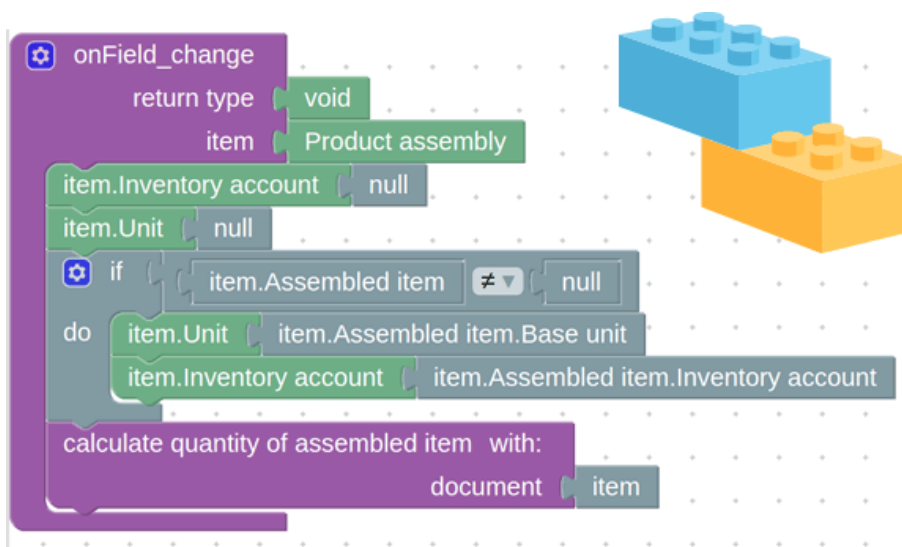 onField_change
return type void
item Product assembly
item.Inventory account null
item.Unit null
if item.Assembled item ≠ ▾ null
do item.Unit item.Assembled item.Base unit
item.Inventory account item.Assembled item.Inventory account
calculate quantity of assembled item with:
document item